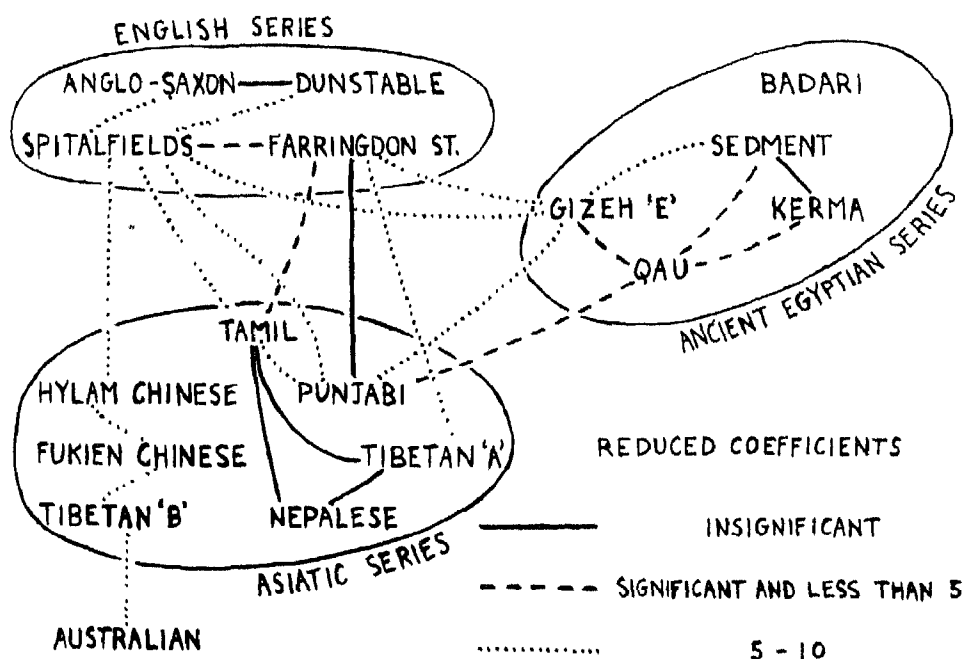 ENGLISH SERIES
ANGLO-SAXON DUNSTABLE
SPITALFIELDS FARRINGDON ST.
BADARI
SEDMENT
GIZEH 'E' KERMA
QAU
ANCIENT EGYPTIAN SERIES
TAMIL
HYLAM CHINESE PUNJABI
FUKIEN CHINESE TIBETAN 'A'
TIBETAN 'B' NEPALESE
ASIATIC SERIES
AUSTRALIAN
REDUCED COEFFICIENTS
INSIGNIFICANT
SIGNIFICANT AND LESS THAN 5
5 - 10